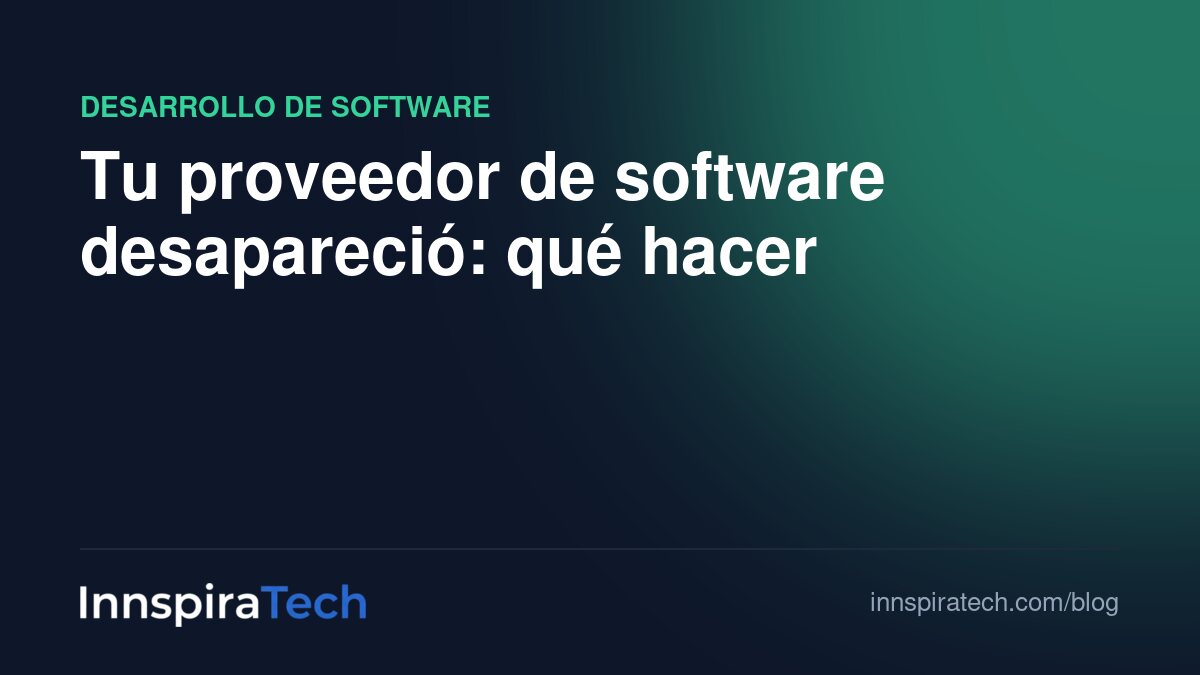 DESARROLLO DE SOFTWARE
Tu proveedor de software
desapareció: qué hacer
InnspiraTech
innspiratech.com/blog